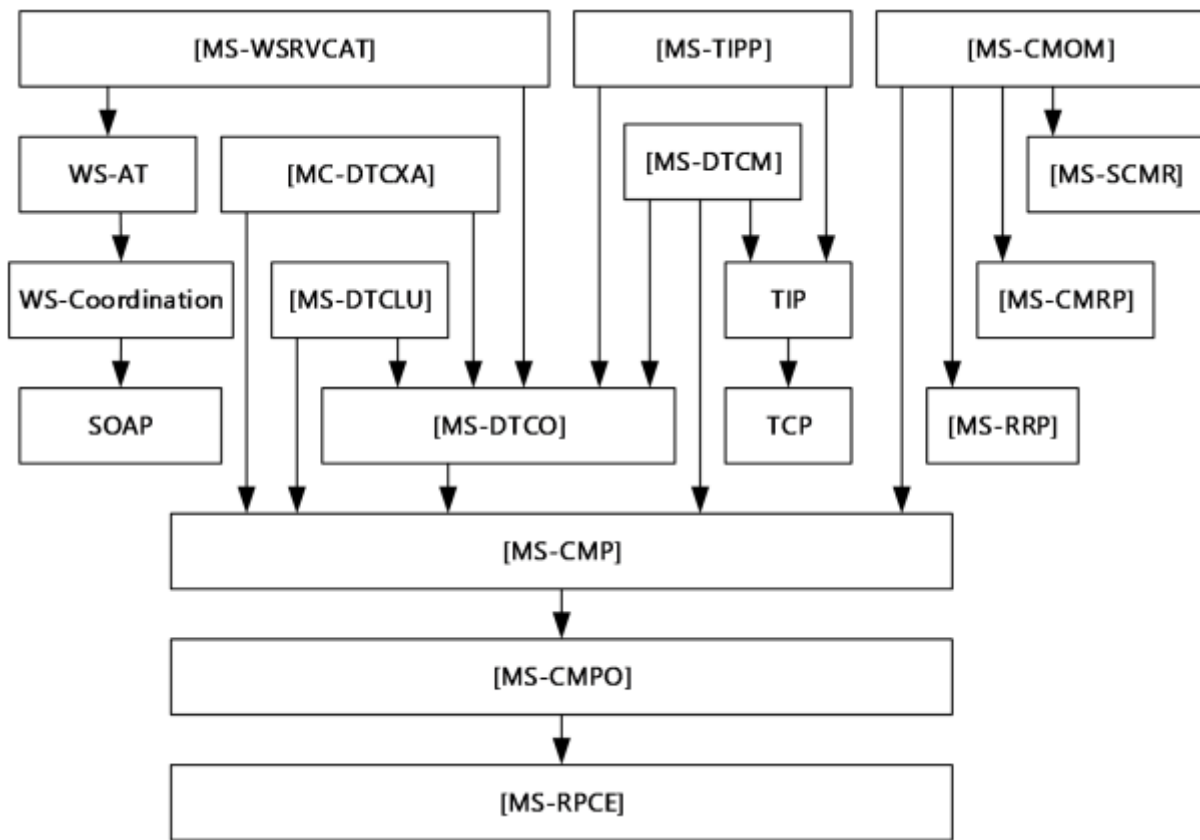 [MS-WSRVCAT]
[MS-TIPP]
[MS-CMOM]
WS-AT
[MC-DTCXA]
[MS-DTCM]
[MS-SCMR]
WS-Coordination
[MS-DTCLU]
TIP
[MS-CMRP]
SOAP
[MS-DTCO]
TCP
[MS-RRP]
[MS-CMP]
[MS-CMPO]
[MS-RPCE]